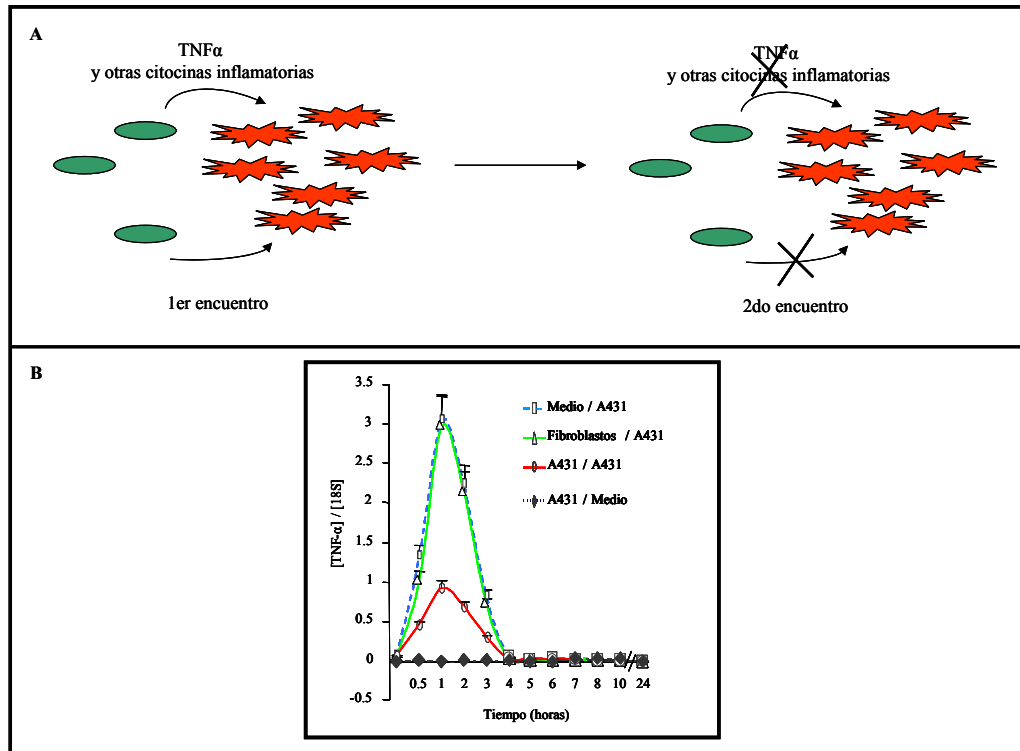 A
TNFα
y otras citocinas inflamatorias
1er encuentro
TNFα
y otras citocinas inflamatorias
2do encuentro
B
[TNF-α] / [18S]
3.5
3
2.5
2
1.5
1
0.5
0
-0.5
Medio / A431
Fibroblastos / A431
A431 / A431
A431 / Medio
0.5 1 2 3 4 5 6 7 8 10 24
Tiempo (horas)